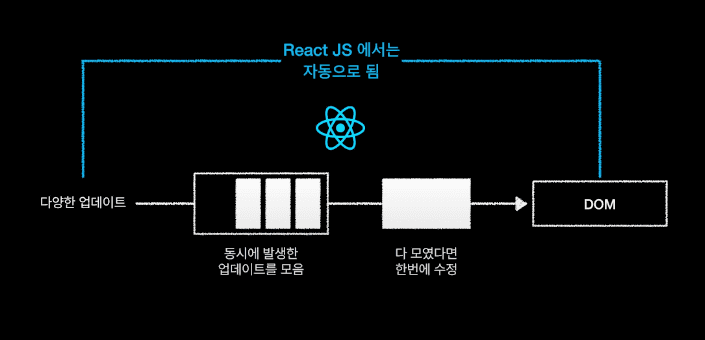 React JS 에서는
자동으로 됨
다양한 업데이트
동시에 발생한
업데이트를 모음
다 모였다면
한번에 수정
DOM